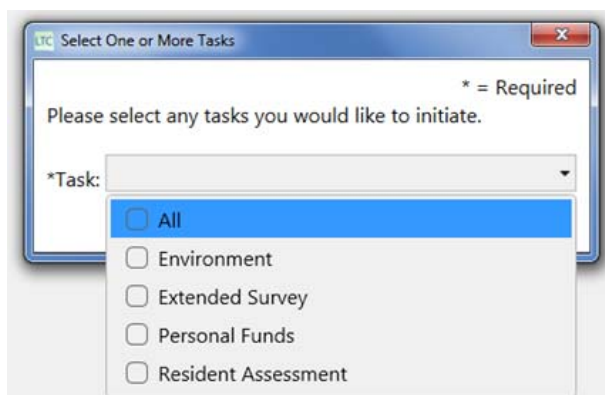 LTC Select One or More Tasks
* = Required
Please select any tasks you would like to initiate.
*Task:
All
Environment
Extended Survey
Personal Funds
Resident Assessment